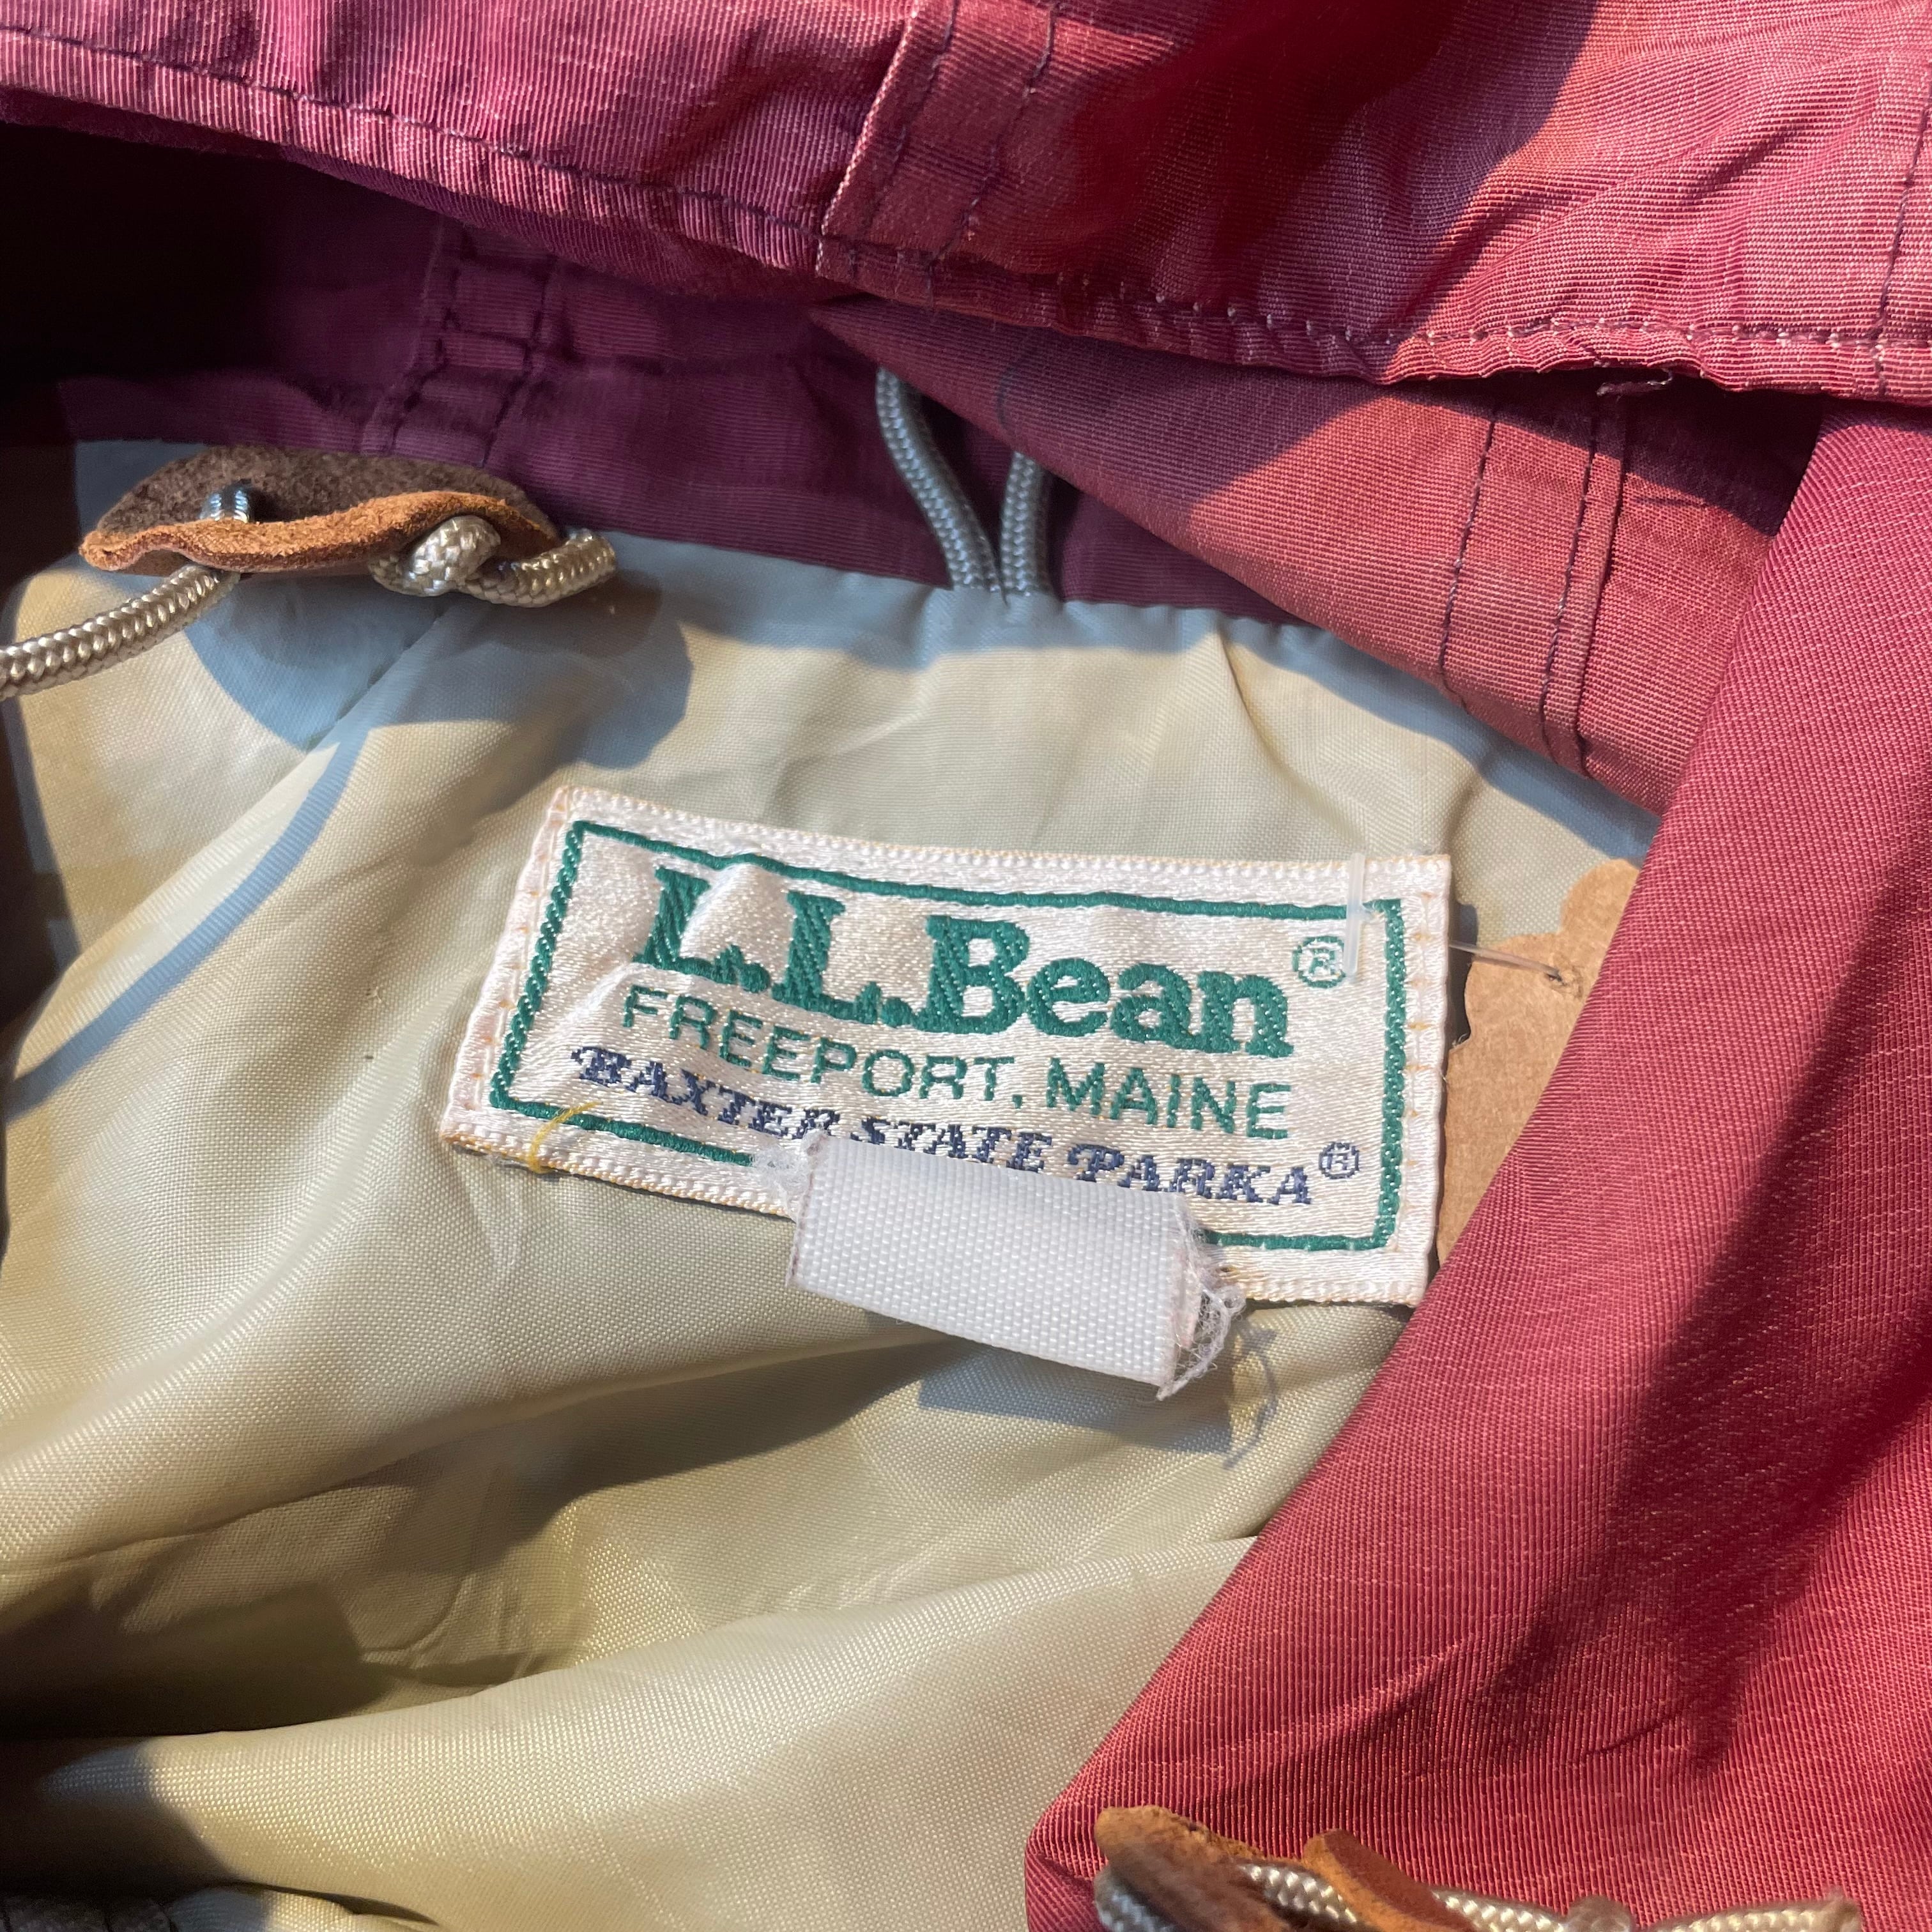 L.L.Bean®
FREEPORT, MAINE
BAXTER STATE PARKA®